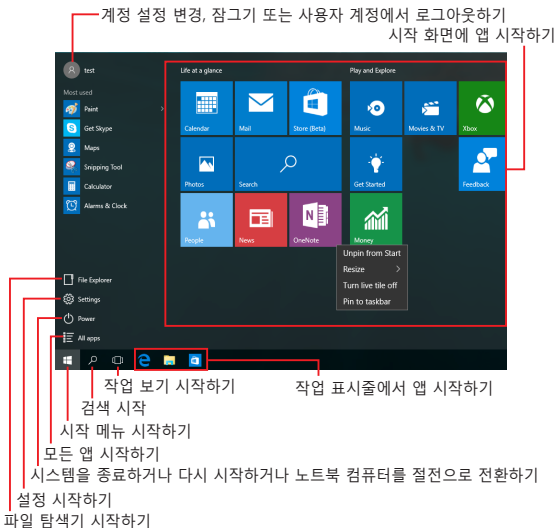 계정 설정 변경, 잠그기 또는 사용자 계정에서 로그아웃하기
시작 화면에 앱 시작하기
test
Life at a glance
Play and Explore
Most used
Paint
Get Skype
Maps
Snipping Tool
Calculator
Alarms & Clock
Calendar
Mail
Store (Beta)
Music
Movies & TV
Xbox
Photos
Search
Get Started
Feedback
People
News
OneNote
Money
Unpin from Start
Resize
Turn live tile off
Pin to taskbar
File Explorer
Settings
Power
All apps
작업 보기 시작하기
작업 표시줄에서 앱 시작하기
검색 시작
시작 메뉴 시작하기
모든 앱 시작하기
시스템을 종료하거나 다시 시작하거나 노트북 컴퓨터를 절전으로 전환하기
설정 시작하기
파일 탐색기 시작하기